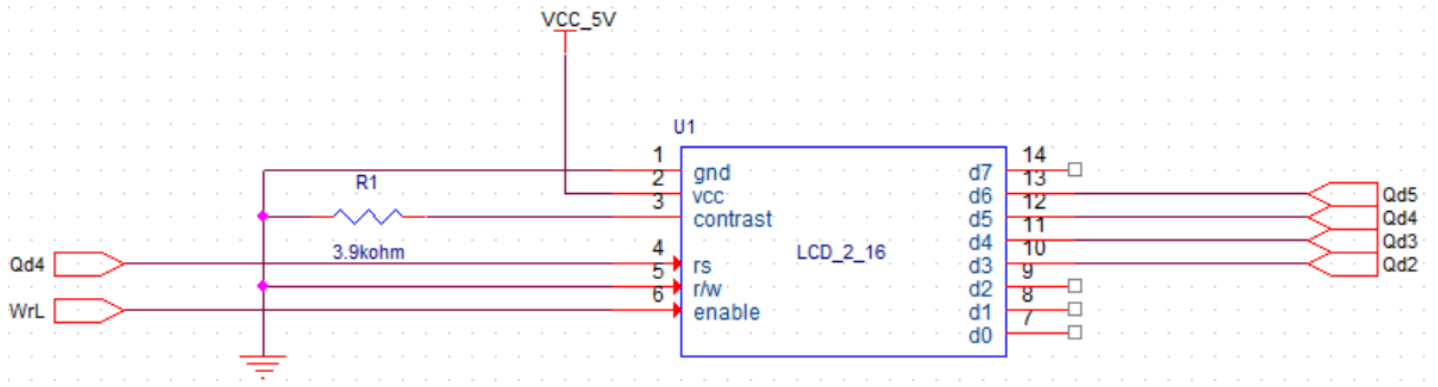 VCC_5V
U1
1 gnd d7 14
2 vcc d6 13 Qd5
R1 3 contrast d5 12 Qd4
3.9kohm d4 11 Qd3
LCD_2_16
Qd4 4 rs d3 10 Qd2
5 r/w d2 9
WrL 6 enable d1 8
d0 7